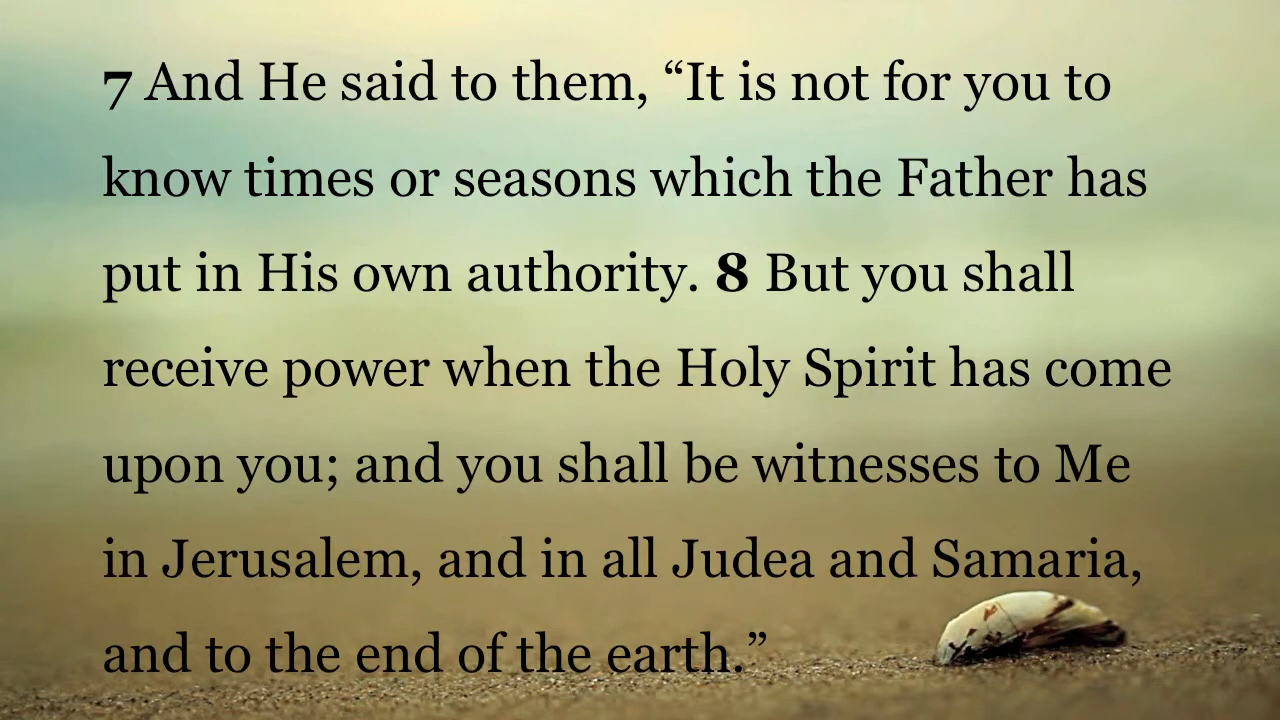 7 And He said to them, “It is not for you to
know times or seasons which the Father has
put in His own authority. 8 But you shall
receive power when the Holy Spirit has come
upon you; and you shall be witnesses to Me
in Jerusalem, and in all Judea and Samaria,
and to the end of the earth.”